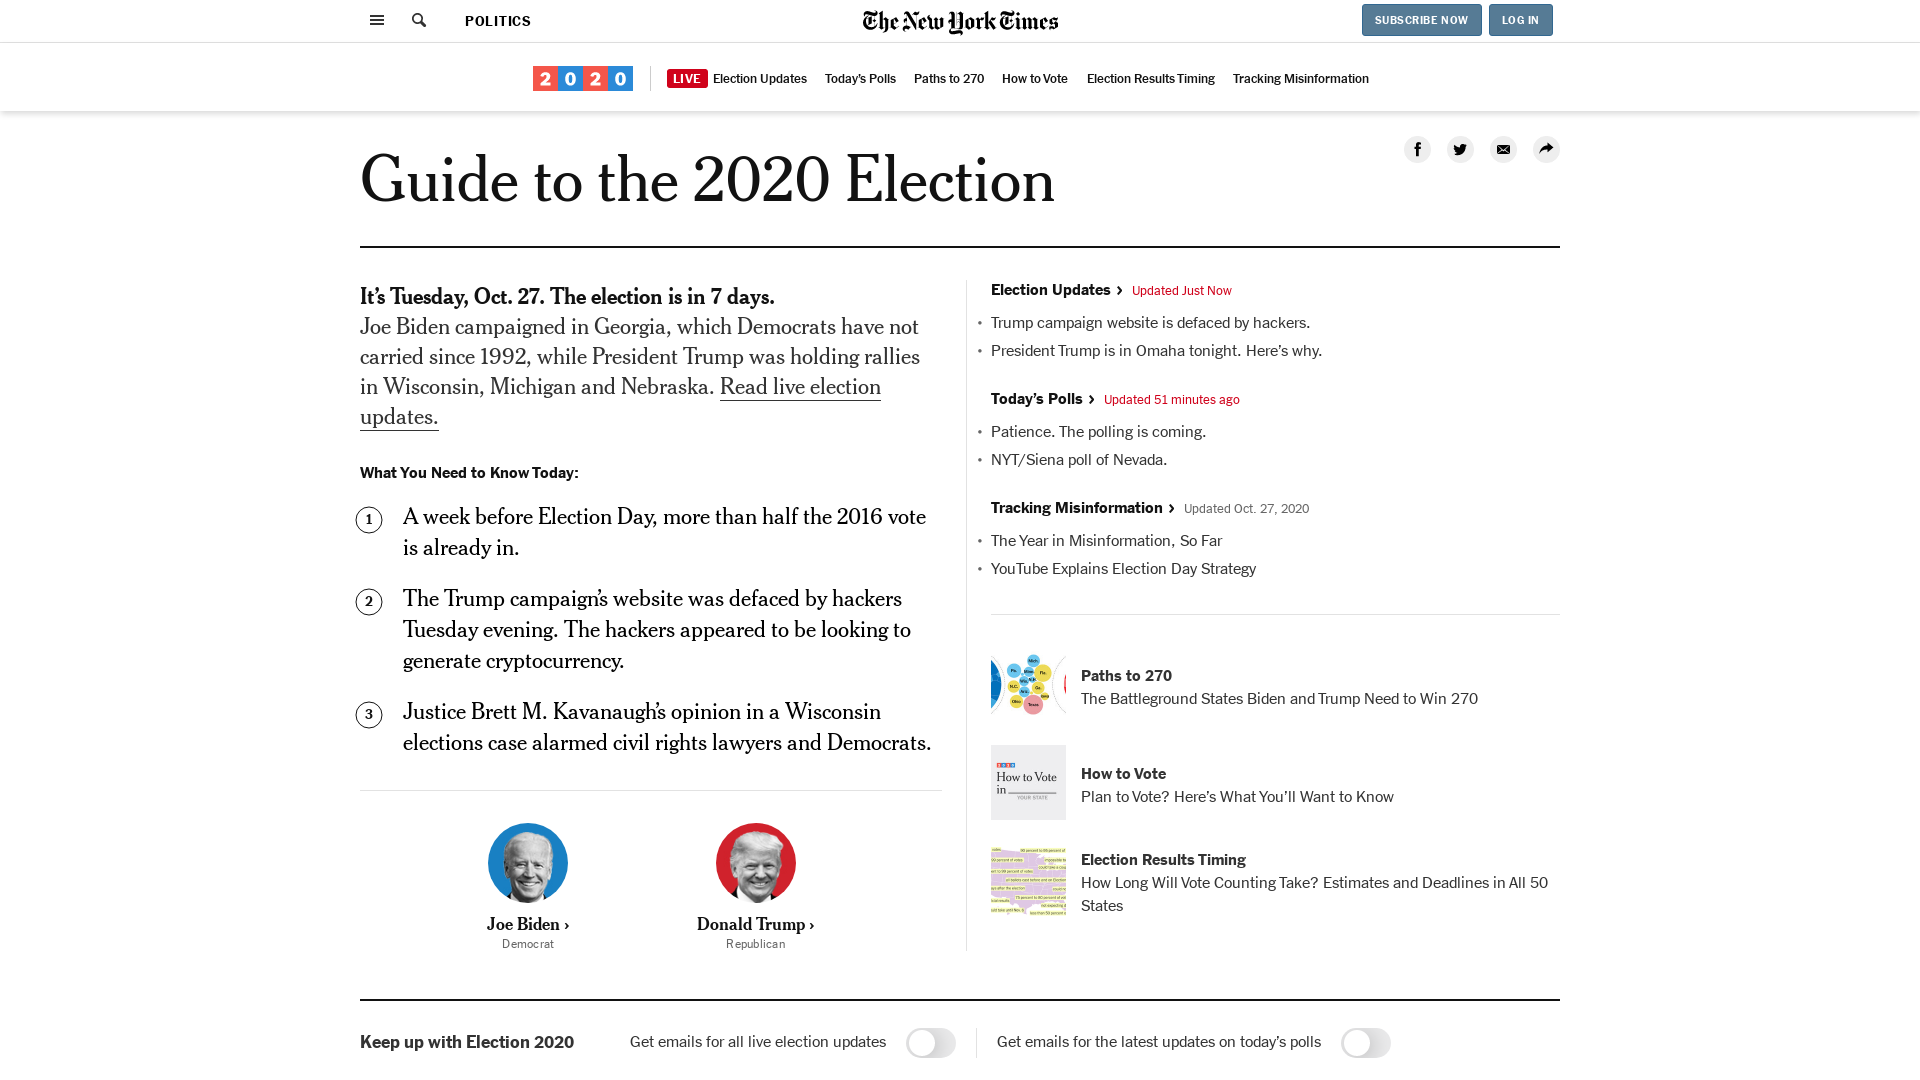 POLITICS
The New York Times
SUBSCRIBE NOW
LOG IN
2020
LIVE Election Updates
Today's Polls
Paths to 270
How to Vote
Election Results Timing
Tracking Misinformation
Guide to the 2020 Election
It's Tuesday, Oct. 27. The election is in 7 days.
Joe Biden campaigned in Georgia, which Democrats have not
carried since 1992, while President Trump was holding rallies
in Wisconsin, Michigan and Nebraska. Read live election
updates.
What You Need to Know Today:
1 A week before Election Day, more than half the 2016 vote
is already in.
2 The Trump campaign's website was defaced by hackers
Tuesday evening. The hackers appeared to be looking to
generate cryptocurrency.
3 Justice Brett M. Kavanaugh's opinion in a Wisconsin
elections case alarmed civil rights lawyers and Democrats.
Joe Biden ›
Democrat
Donald Trump ›
Republican
Election Updates › Updated Just Now
• Trump campaign website is defaced by hackers.
• President Trump is in Omaha tonight. Here's why.
Today's Polls › Updated 51 minutes ago
• Patience. The polling is coming.
• NYT/Siena poll of Nevada.
Tracking Misinformation › Updated Oct. 27, 2020
• The Year in Misinformation, So Far
• YouTube Explains Election Day Strategy
Paths to 270
The Battleground States Biden and Trump Need to Win 270
How to Vote
in
YOUR STATE
How to Vote
Plan to Vote? Here's What You'll Want to Know
Election Results Timing
How Long Will Vote Counting Take? Estimates and Deadlines in All 50
States
Keep up with Election 2020
Get emails for all live election updates
Get emails for the latest updates on today's polls